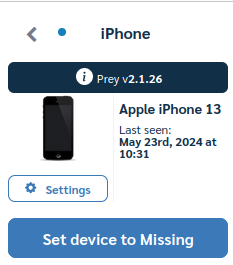 iPhone
Prey v2.1.26
Apple iPhone 13
Last seen:
May 23rd, 2024 at
10:31
Settings
Set device to Missing